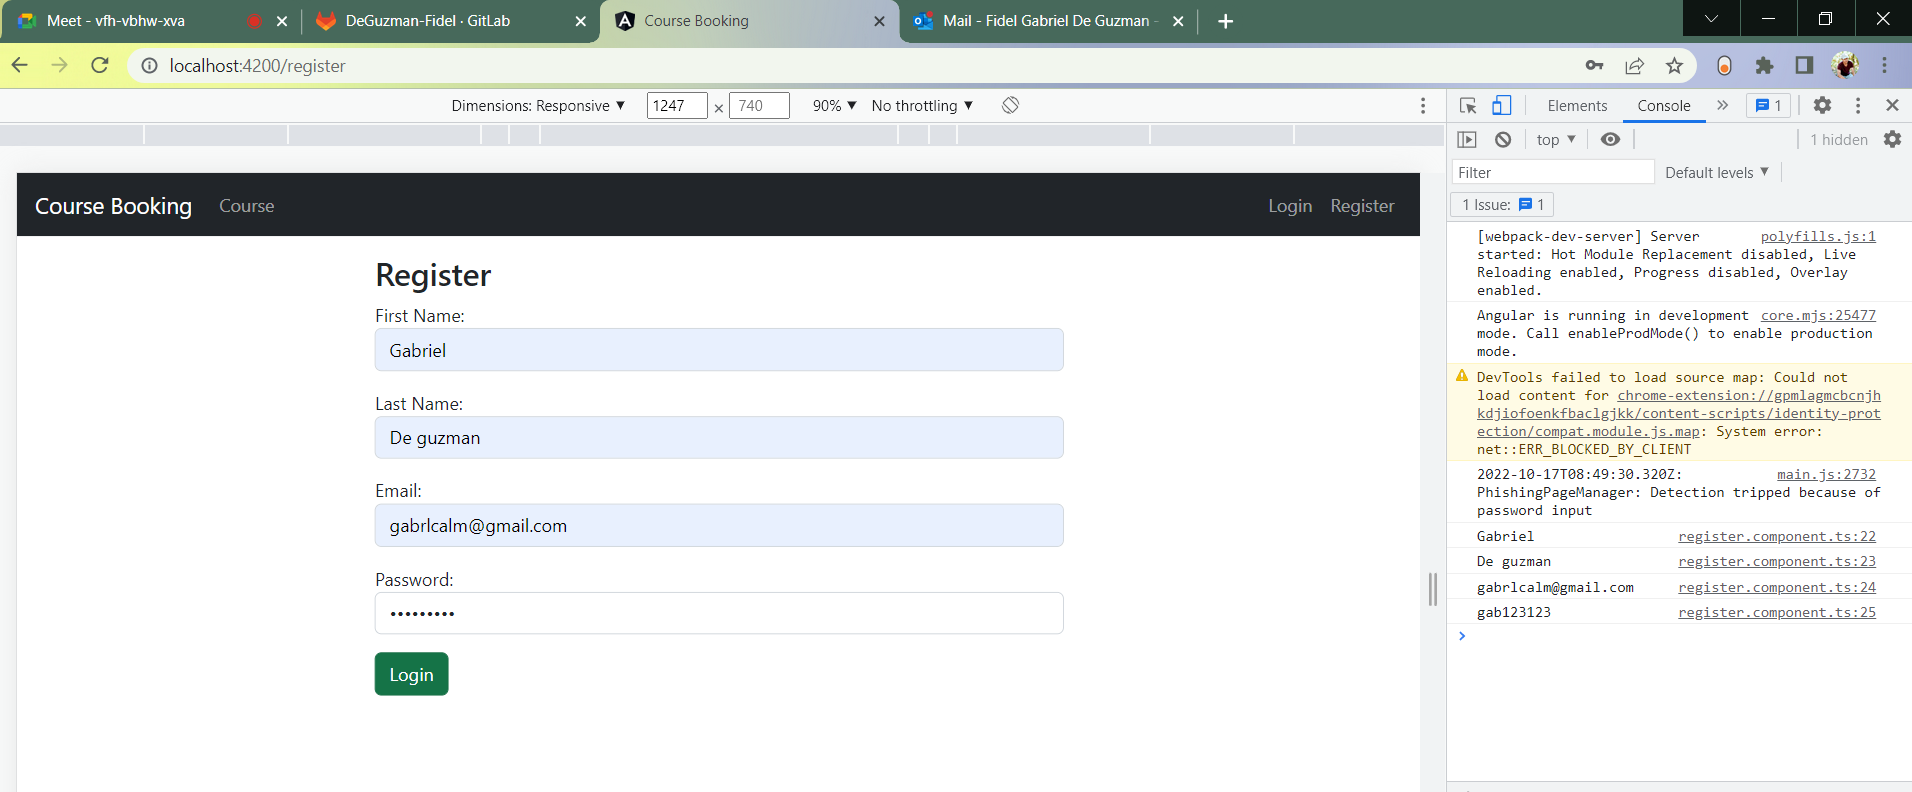 Meet - vfh-vbhw-xva
DeGuzman-Fidel · GitLab
Course Booking
Mail - Fidel Gabriel De Guzman -
localhost:4200/register
Dimensions: Responsive ▼ 1247 × 740 90% ▼ No throttling ▼
Elements Console » 1
top ▼ 1 hidden
Filter Default levels ▼
1 Issue: 1
Course Booking Course Login Register
Register
First Name:
Gabriel
Last Name:
De guzman
Email:
gabrlcalm@gmail.com
Password:
•••••••••
Login
[webpack-dev-server] Server polyfills.js:1
started: Hot Module Replacement disabled, Live
Reloading enabled, Progress disabled, Overlay
enabled.
Angular is running in development core.mjs:25477
mode. Call enableProdMode() to enable production
mode.
DevTools failed to load source map: Could not
load content for chrome-extension://gpmlagmcbcnjh
kdjiofoenkfbaclgjkk/content-scripts/identity-prot
ection/compat.module.js.map: System error:
net::ERR_BLOCKED_BY_CLIENT
2022-10-17T08:49:30.320Z: main.js:2732
PhishingPageManager: Detection tripped because of
password input
Gabriel register.component.ts:22
De guzman register.component.ts:23
gabrlcalm@gmail.com register.component.ts:24
gab123123 register.component.ts:25